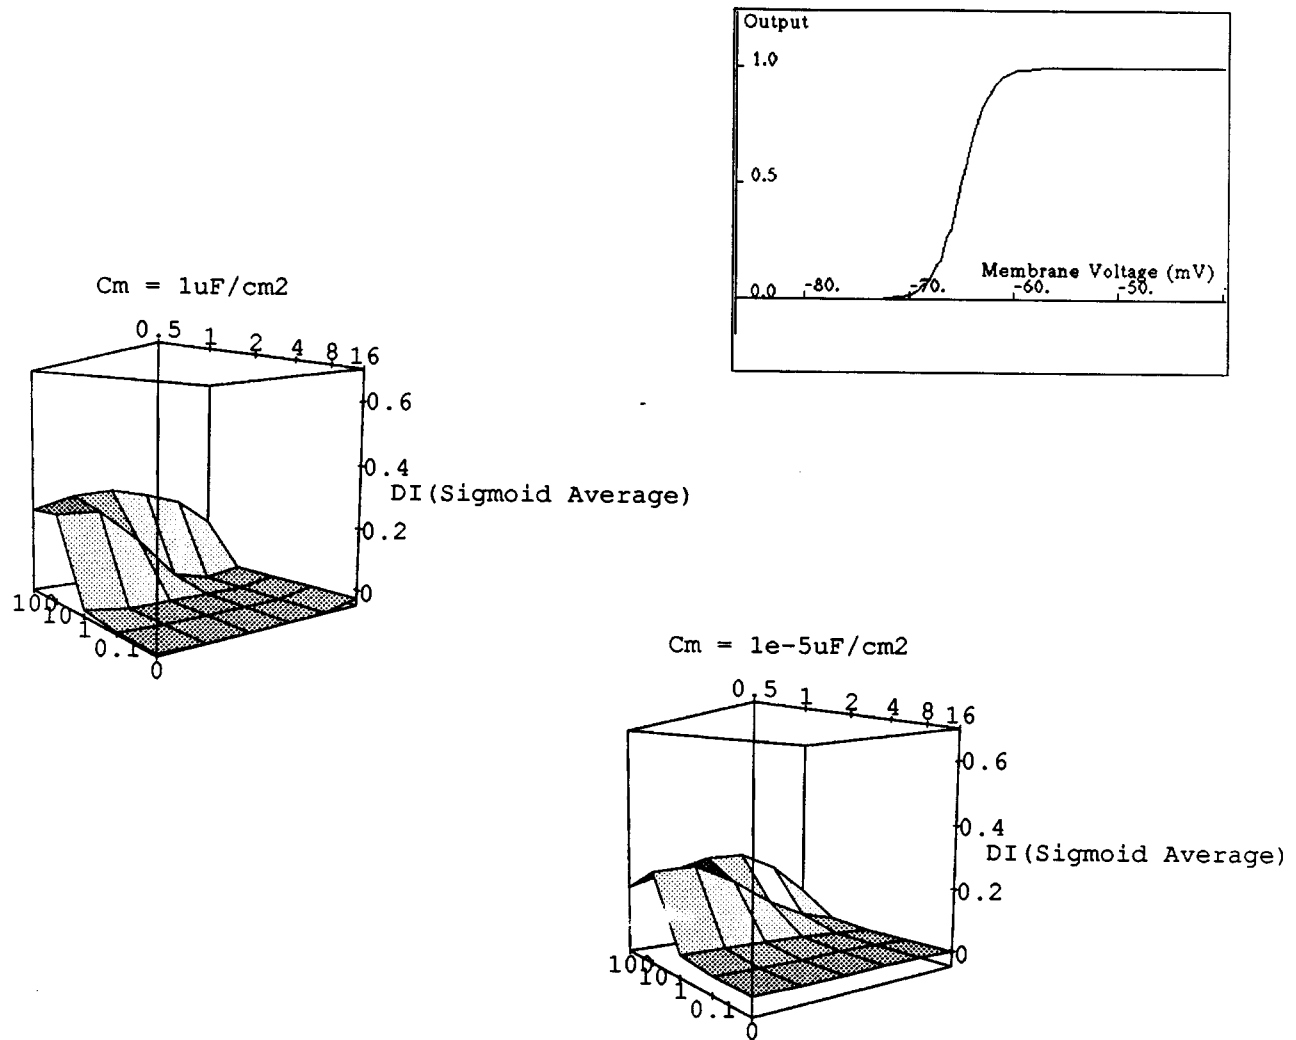 Output
1.0
0.5
Membrane Voltage (mV)
0.0 -80. -70. -60. -50.
Cm = 1uF/cm2
0.5 1 2 4 8 16
0.6
0.4
DI(Sigmoid Average)
0.2
0
100 10 1 0.1 0
Cm = 1e-5uF/cm2
0.5 1 2 4 8 16
0.6
0.4
DI(Sigmoid Average)
0.2
0
100 10 1 0.1 0